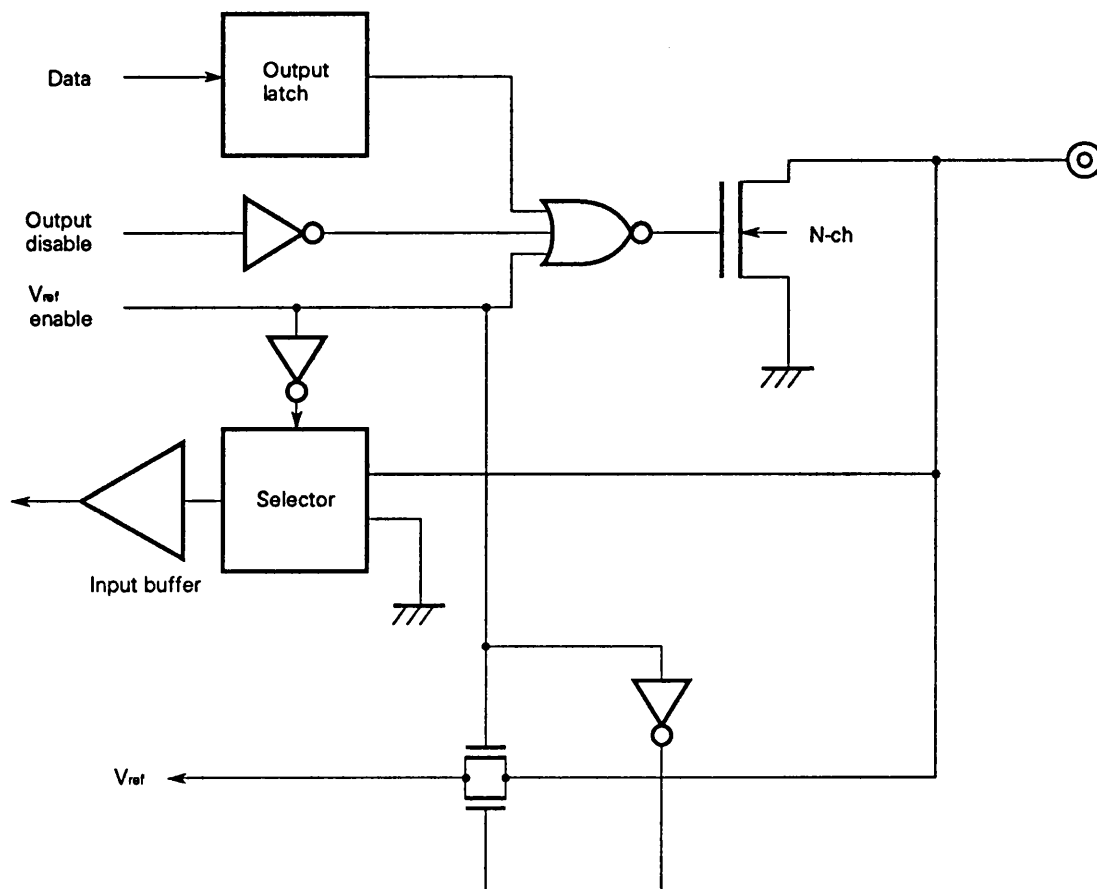 Data
Output
latch
Output
disable
N-ch
Vref
enable
Selector
Input buffer
Vref